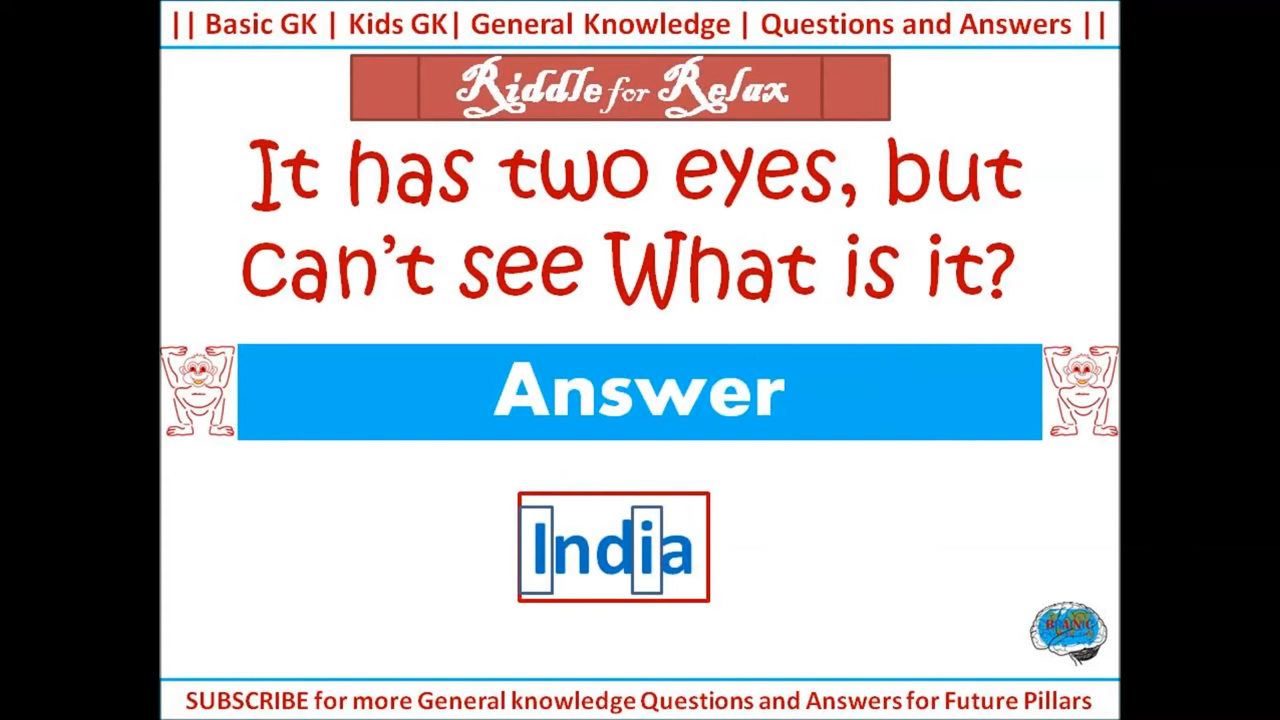 || Basic GK | Kids GK| General Knowledge | Questions and Answers ||
Riddle for Relax
It has two eyes, but
can't see What is it?
Answer
India
SUBSCRIBE for more General knowledge Questions and Answers for Future Pillars